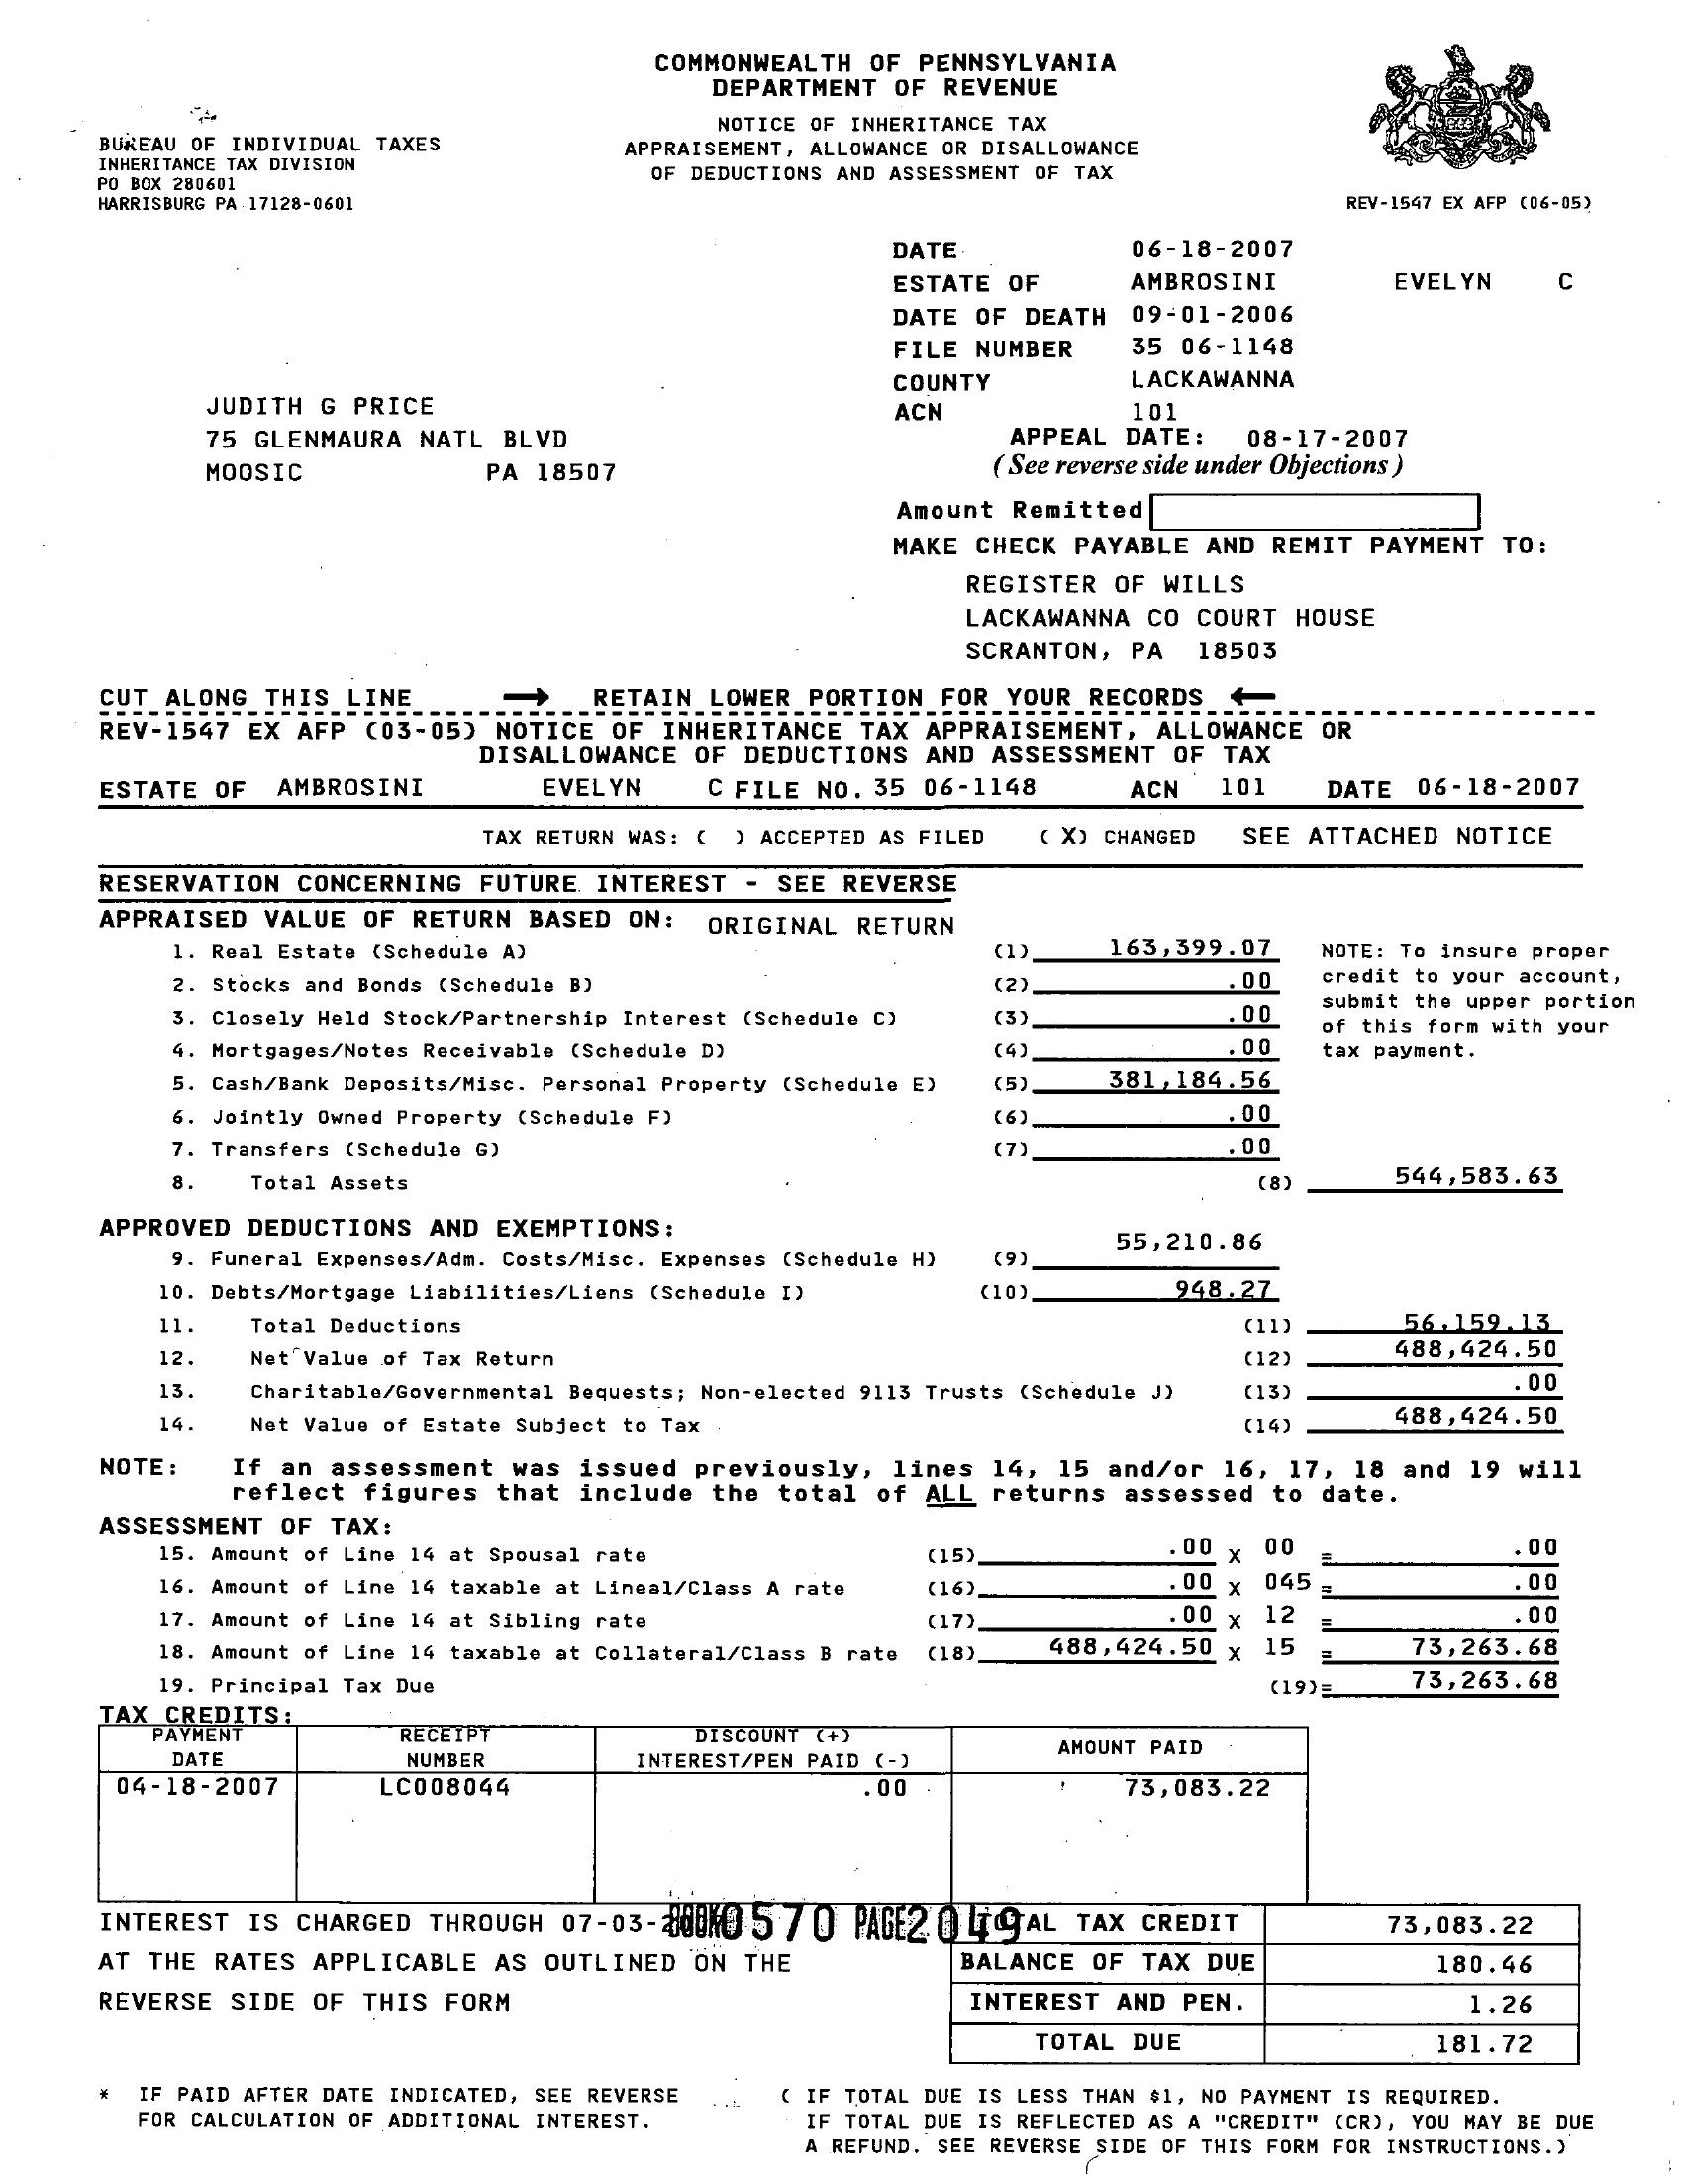 COMMONWEALTH OF PENNSYLVANIA
DEPARTMENT OF REVENUE
NOTICE OF INHERITANCE TAX
APPRAISEMENT, ALLOWANCE OR DISALLOWANCE
OF DEDUCTIONS AND ASSESSMENT OF TAX
BUREAU OF INDIVIDUAL TAXES
INHERITANCE TAX DIVISION
PO BOX 280601
HARRISBURG PA 17128-0601
REV-1547 EX AFP (06-05)
DATE 06-18-2007
ESTATE OF AMBROSINI EVELYN C
DATE OF DEATH 09-01-2006
FILE NUMBER 35 06-1148
COUNTY LACKAWANNA
ACN 101
JUDITH G PRICE
75 GLENMAURA NATL BLVD
MOOSIC PA 18507
APPEAL DATE: 08-17-2007
(See reverse side under Objections)
Amount Remitted
MAKE CHECK PAYABLE AND REMIT PAYMENT TO:
REGISTER OF WILLS
LACKAWANNA CO COURT HOUSE
SCRANTON, PA 18503
CUT ALONG THIS LINE → RETAIN LOWER PORTION FOR YOUR RECORDS ←
REV-1547 EX AFP (03-05) NOTICE OF INHERITANCE TAX APPRAISEMENT, ALLOWANCE OR
DISALLOWANCE OF DEDUCTIONS AND ASSESSMENT OF TAX
ESTATE OF AMBROSINI EVELYN C FILE NO. 35 06-1148 ACN 101 DATE 06-18-2007
TAX RETURN WAS: ( ) ACCEPTED AS FILED (X) CHANGED SEE ATTACHED NOTICE
RESERVATION CONCERNING FUTURE INTEREST - SEE REVERSE
APPRAISED VALUE OF RETURN BASED ON: ORIGINAL RETURN
1. Real Estate (Schedule A) (1) 163,399.07
2. Stocks and Bonds (Schedule B) (2) .00
3. Closely Held Stock/Partnership Interest (Schedule C) (3) .00
4. Mortgages/Notes Receivable (Schedule D) (4) .00
5. Cash/Bank Deposits/Misc. Personal Property (Schedule E) (5) 381,184.56
6. Jointly Owned Property (Schedule F) (6) .00
7. Transfers (Schedule G) (7) .00
8. Total Assets (8) 544,583.63
NOTE: To insure proper
credit to your account,
submit the upper portion
of this form with your
tax payment.
APPROVED DEDUCTIONS AND EXEMPTIONS:
9. Funeral Expenses/Adm. Costs/Misc. Expenses (Schedule H) (9) 55,210.86
10. Debts/Mortgage Liabilities/Liens (Schedule I) (10) 948.27
11. Total Deductions (11) 56,159.13
12. Net Value of Tax Return (12) 488,424.50
13. Charitable/Governmental Bequests; Non-elected 9113 Trusts (Schedule J) (13) .00
14. Net Value of Estate Subject to Tax (14) 488,424.50
NOTE: If an assessment was issued previously, lines 14, 15 and/or 16, 17, 18 and 19 will
reflect figures that include the total of ALL returns assessed to date.
ASSESSMENT OF TAX:
15. Amount of Line 14 at Spousal rate (15) .00 X 00 = .00
16. Amount of Line 14 taxable at Lineal/Class A rate (16) .00 X 045 = .00
17. Amount of Line 14 at Sibling rate (17) .00 X 12 = .00
18. Amount of Line 14 taxable at Collateral/Class B rate (18) 488,424.50 X 15 = 73,263.68
19. Principal Tax Due (19)= 73,263.68
TAX CREDITS:
PAYMENT DATE RECEIPT NUMBER DISCOUNT (+) INTEREST/PEN PAID (-) AMOUNT PAID
04-18-2007 LC008044 .00 73,083.22
INTEREST IS CHARGED THROUGH 07-03- BOOK0570 PAGE2049 TOTAL TAX CREDIT 73,083.22
AT THE RATES APPLICABLE AS OUTLINED ON THE BALANCE OF TAX DUE 180.46
REVERSE SIDE OF THIS FORM INTEREST AND PEN. 1.26
TOTAL DUE 181.72
* IF PAID AFTER DATE INDICATED, SEE REVERSE
FOR CALCULATION OF ADDITIONAL INTEREST.
( IF TOTAL DUE IS LESS THAN $1, NO PAYMENT IS REQUIRED.
IF TOTAL DUE IS REFLECTED AS A "CREDIT" (CR), YOU MAY BE DUE
A REFUND. SEE REVERSE SIDE OF THIS FORM FOR INSTRUCTIONS.)